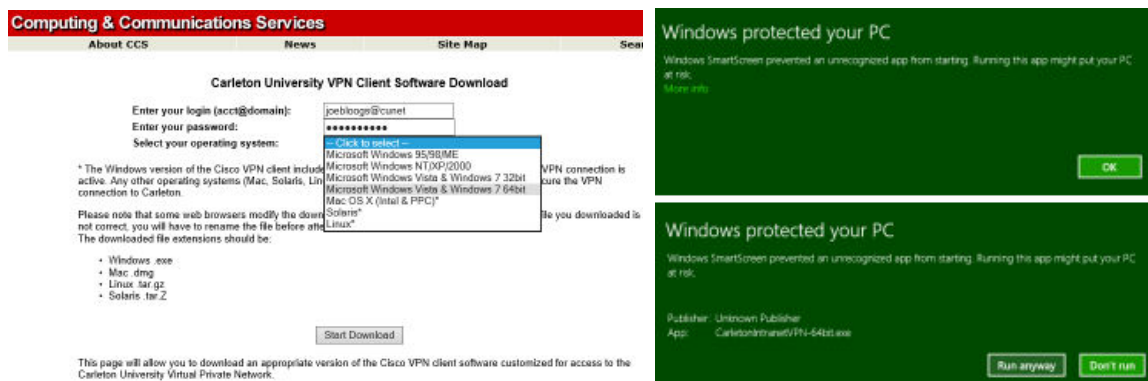 Computing & Communications Services
About CCS News Site Map
Carleton University VPN Client Software Download
Enter your login (acct@domain): joebloogs@cunet
Enter your password: ●●●●●●●●●●
Select your operating system:
-- Click to select --
Microsoft Windows 95/98/ME
Microsoft Windows NT/XP/2000
Microsoft Windows Vista & Windows 7 32bit
Microsoft Windows Vista & Windows 7 64bit
Mac OS X (Intel & PPC)*
Solaris*
Linux*
* The Windows version of the Cisco VPN client VPN connection is
active. Any other operating systems (Mac, Solaris, the VPN
connection to Carleton.
Please note that some web browsers modify the file you downloaded is
not correct, you will have to rename the file before
The downloaded file extensions should be:
• Windows .exe
• Mac .dmg
• Linux .tar.gz
• Solaris .tar.Z
Start Download
This page will allow you to download an appropriate version of the Cisco VPN client software customized for access to the
Carleton University Virtual Private Network.
Windows protected your PC
Windows SmartScreen prevented an unrecognized app from starting. Running this app might put your PC
at risk.
More info
OK
Windows protected your PC
Windows SmartScreen prevented an unrecognized app from starting. Running this app might put your PC
at risk.
Publisher: Unknown Publisher
App: CarletonIntranetVPN-64bit.exe
Run anyway Don't run